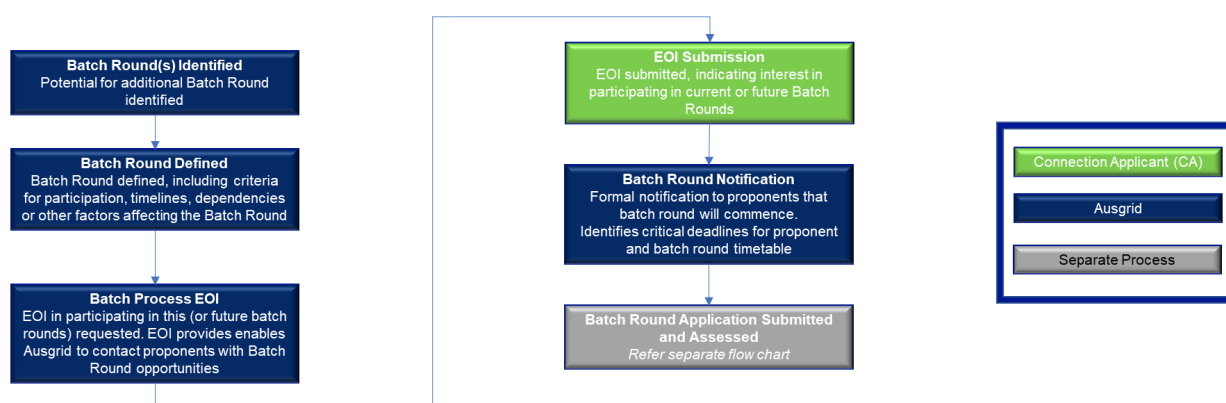 Batch Round(s) Identified
Potential for additional Batch Round
identified
Batch Round Defined
Batch Round defined, including criteria
for participation, timelines, dependencies
or other factors affecting the Batch Round
Batch Process EOI
EOI in participating in this (or future batch
rounds) requested. EOI provides enables
Ausgrid to contact proponents with Batch
Round opportunities
EOI Submission
EOI submitted, indicating interest in
participating in current or future Batch
Rounds
Batch Round Notification
Formal notification to proponents that
batch round will commence.
Identifies critical deadlines for proponent
and batch round timetable
Batch Round Application Submitted
and Assessed
Refer separate flow chart
Connection Applicant (CA)
Ausgrid
Separate Process